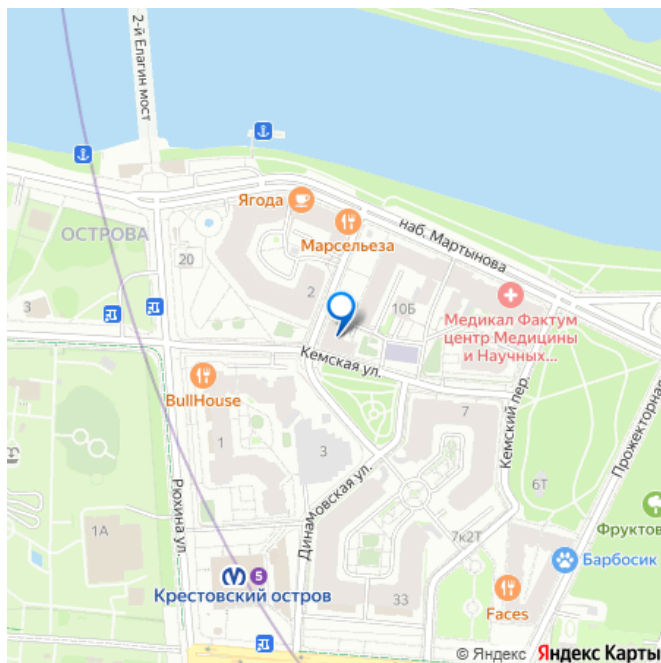 2-й Елагин мост
Ягода
Марсельеза
наб. Мартынова
ОСТРОВА
20
2
3
10Б
Медикал Фактум
центр Медицины
и Научных...
Кемская ул.
BullHouse
7
Кемский пер.
Прожекторная
1
3
6Т
Рюхина ул.
Динамовская ул.
1А
7к2Т
Фруктов
Барбосик
5
Крестовский остров
33
Faces
© Яндекс Яндекс Карты